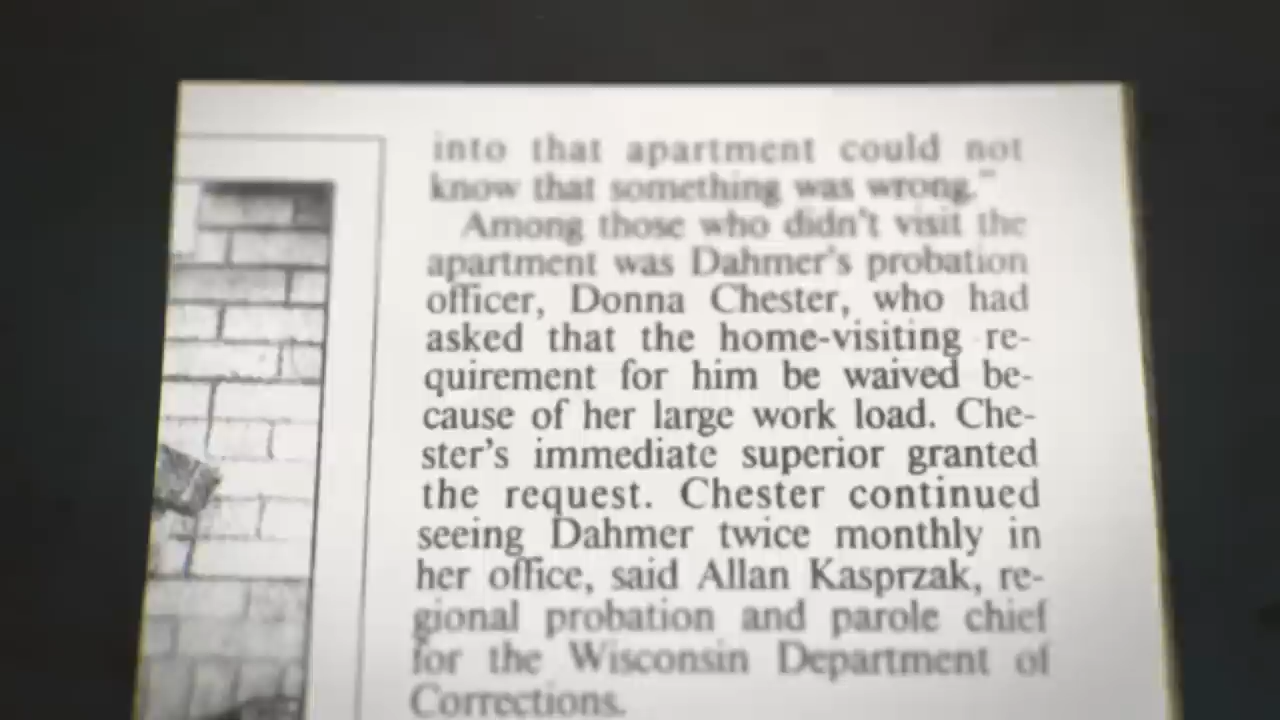 into that apartment could not
know that something was wrong."
Among those who didn't visit the
apartment was Dahmer's probation
officer, Donna Chester, who had
asked that the home-visiting re-
quirement for him be waived be-
cause of her large work load. Che-
ster's immediate superior granted
the request. Chester continued
seeing Dahmer twice monthly in
her office, said Allan Kasprzak, re-
gional probation and parole chief
for the Wisconsin Department of
Corrections.